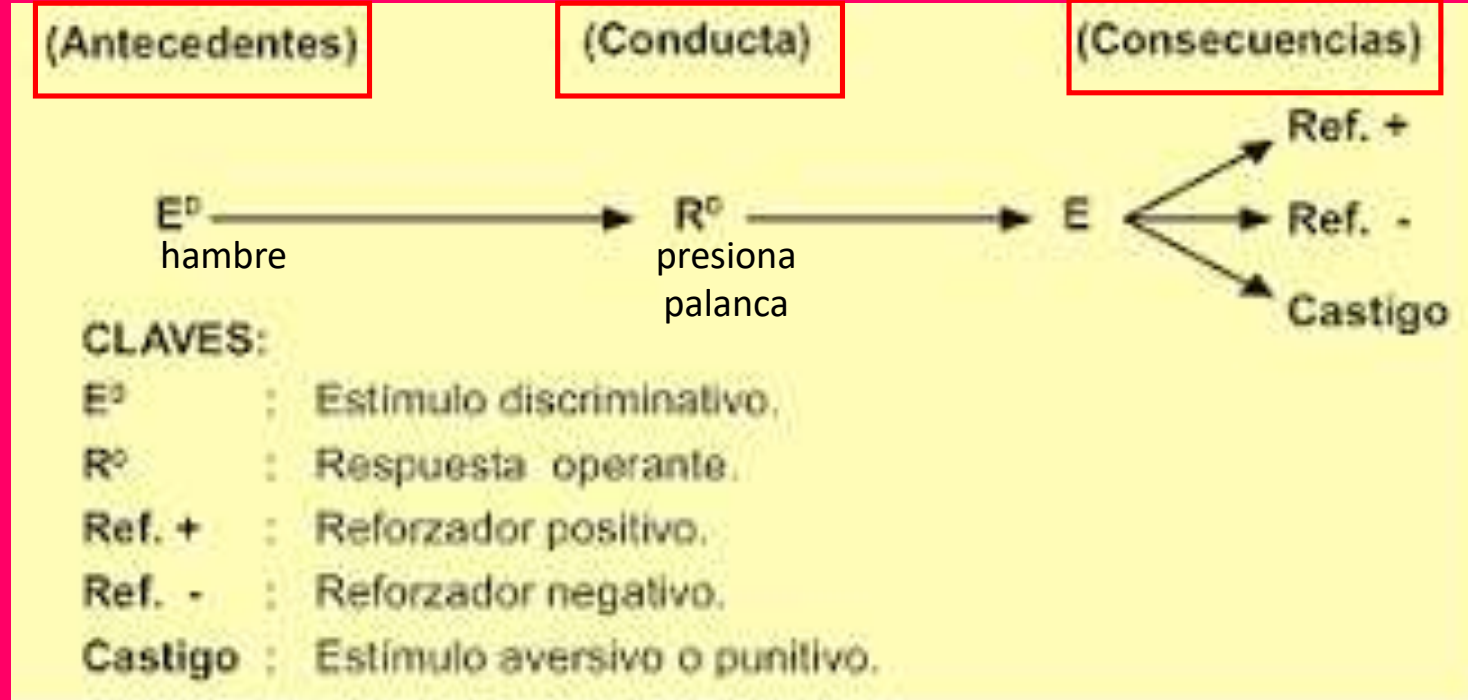 (Antecedentes) (Conducta) (Consecuencias)
Ref. +
Eᴰ Rᴼ E Ref. -
hambre presiona
palanca
Castigo
CLAVES:
Eᴰ : Estímulo discriminativo.
Rᴼ : Respuesta operante.
Ref. + : Reforzador positivo.
Ref. - : Reforzador negativo.
Castigo : Estímulo aversivo o punitivo.